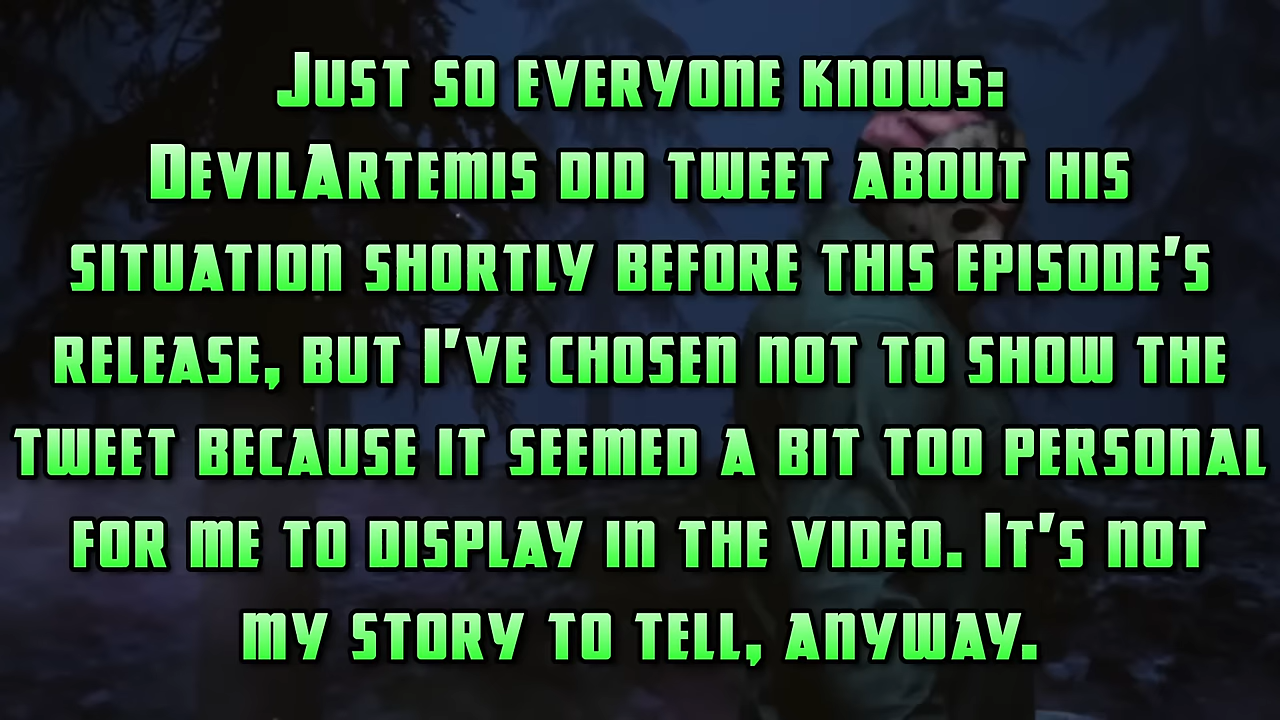 Just so everyone knows:
DevilArtemis did tweet about his
situation shortly before this episode's
release, but I've chosen not to show the
tweet because it seemed a bit too personal
for me to display in the video. It's not
my story to tell, anyway.